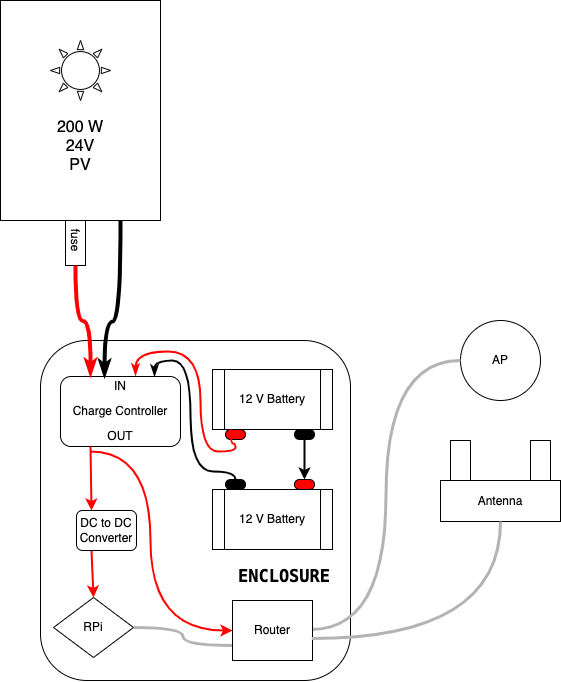 200 W
24V
PV
fuse
IN
Charge Controller
OUT
12 V Battery
AP
Antenna
12 V Battery
DC to DC
Converter
ENCLOSURE
RPi
Router